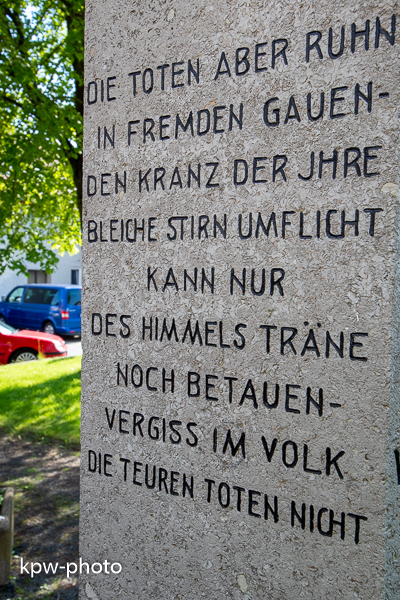 DIE TOTEN ABER RUHN
IN FREMDEN GAUEN-
DEN KRANZ DER JHRE
BLEICHE STIRN UMFLICHT
KANN NUR
DES HIMMELS TRÄNE
NOCH BETAUEN-
VERGISS IM VOLK
DIE TEUREN TOTEN NICHT
kpw-photo